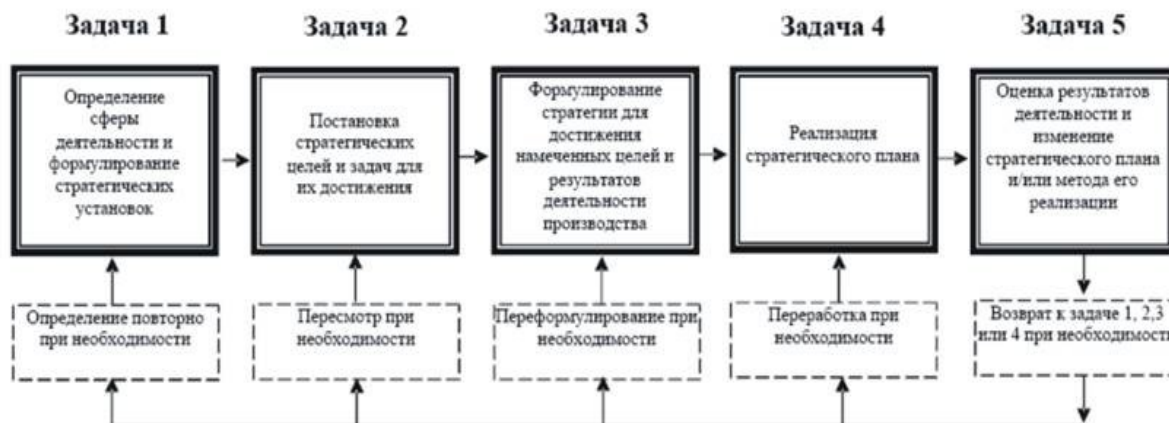 Задача 1
Задача 2
Задача 3
Задача 4
Задача 5
Определение
сферы
деятельности и
формулирование
стратегических
установок
Постановка
стратегических
целей и задач для
их достижения
Формулирование
стратегии для
достижения
намеченных целей и
результатов
деятельности
производства
Реализация
стратегического плана
Оценка результатов
деятельности и
изменение
стратегического плана
и/или метода его
реализации
Определение повторно
при необходимости
Пересмотр при
необходимости
Переформулирование при
необходимости
Переработка при
необходимости
Возврат к задаче 1, 2,3
или 4 при необходимости